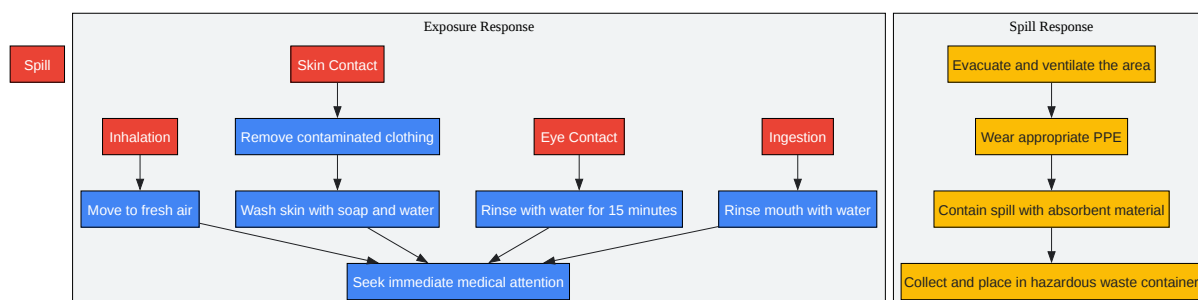 Exposure Response
Spill Response
Spill
Skin Contact
Evacuate and ventilate the area
Inhalation
Remove contaminated clothing
Eye Contact
Ingestion
Wear appropriate PPE
Move to fresh air
Wash skin with soap and water
Rinse with water for 15 minutes
Rinse mouth with water
Contain spill with absorbent material
Seek immediate medical attention
Collect and place in hazardous waste container